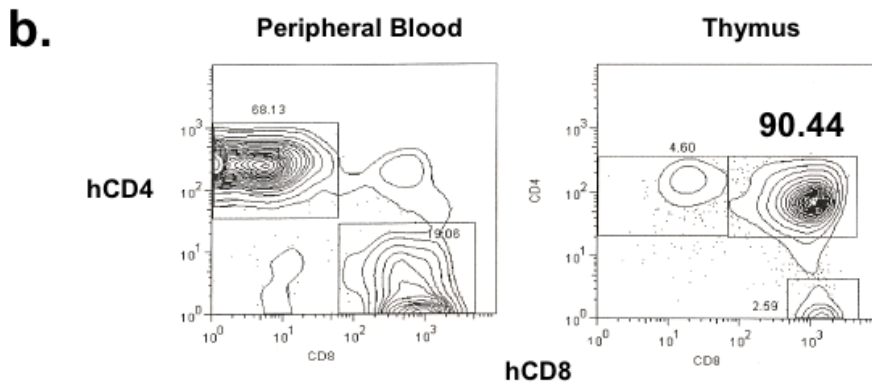 b.
Peripheral Blood
Thymus
68.13
90.44
4.60
10³
10³
hCD4
10²
CD4
10²
19.06
10¹
10¹
2.59
10⁰
10⁰
10⁰ 10¹ 10² 10³
10⁰ 10¹ 10² 10³
CD8
CD8
hCD8